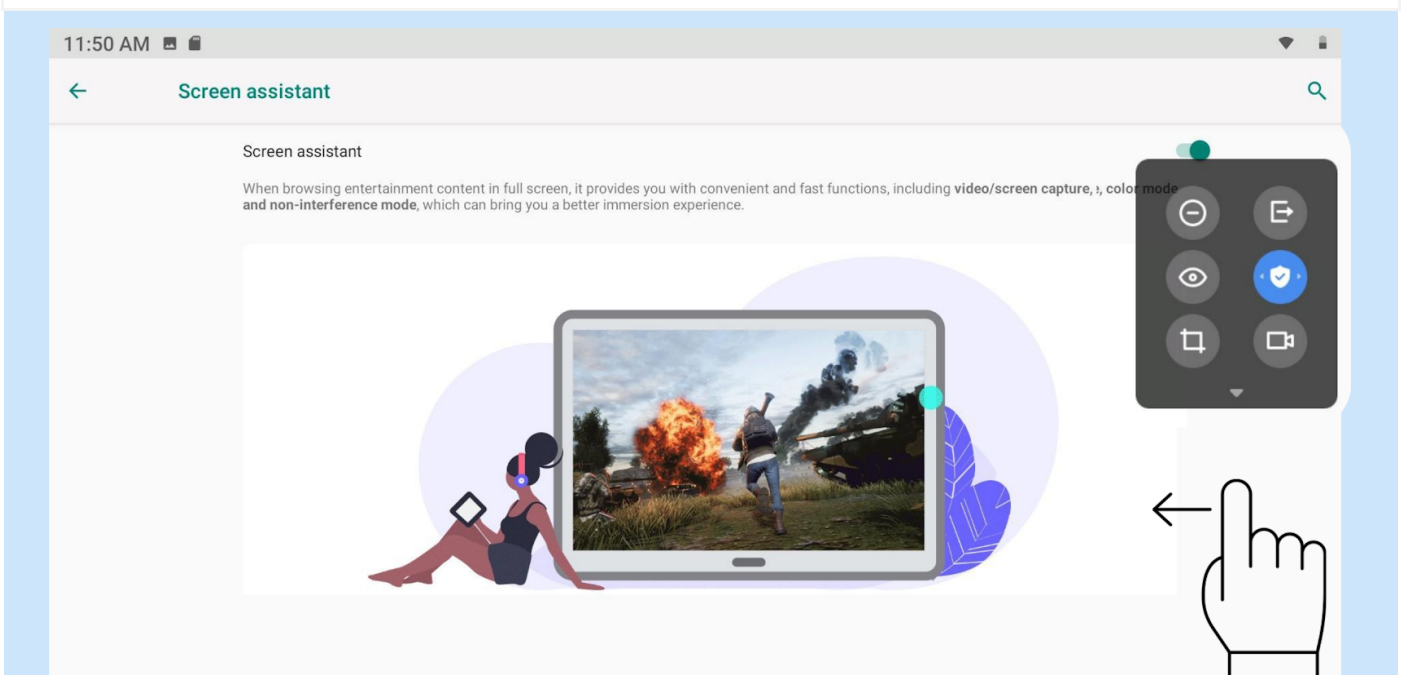 11:50 AM
Screen assistant
Screen assistant
When browsing entertainment content in full screen, it provides you with convenient and fast functions, including video/screen capture, , color mode
and non-interference mode, which can bring you a better immersion experience.